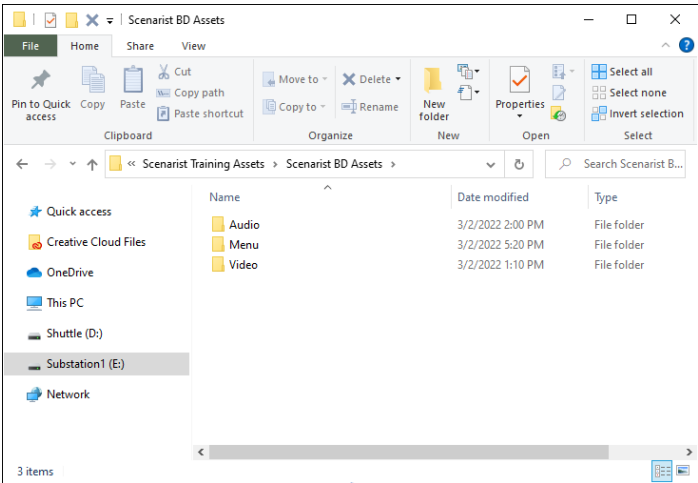 Scenarist BD Assets
File Home Share View
Pin to Quick access
Copy
Paste
Cut
Copy path
Paste shortcut
Clipboard
Move to
Copy to
Delete
Rename
Organize
New folder
New
Properties
Open
Select all
Select none
Invert selection
Select
« Scenarist Training Assets > Scenarist BD Assets >
Search Scenarist B...
Name Date modified Type
Quick access
Creative Cloud Files
OneDrive
This PC
Shuttle (D:)
Substation1 (E:)
Network
Audio 3/2/2022 2:00 PM File folder
Menu 3/2/2022 5:20 PM File folder
Video 3/2/2022 1:10 PM File folder
3 items